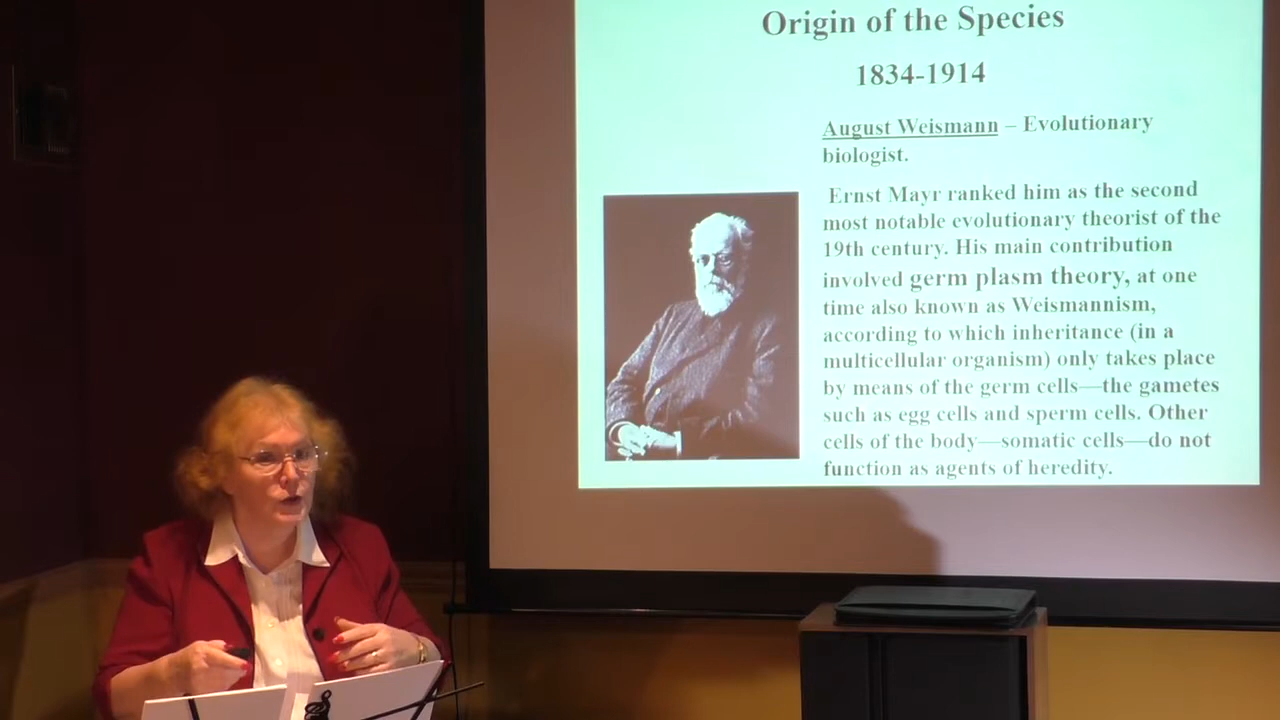 Origin of the Species
1834-1914
August Weismann – Evolutionary
biologist.
Ernst Mayr ranked him as the second
most notable evolutionary theorist of the
19th century. His main contribution
involved germ plasm theory, at one
time also known as Weismannism,
according to which inheritance (in a
multicellular organism) only takes place
by means of the germ cells—the gametes
such as egg cells and sperm cells. Other
cells of the body—somatic cells—do not
function as agents of heredity.